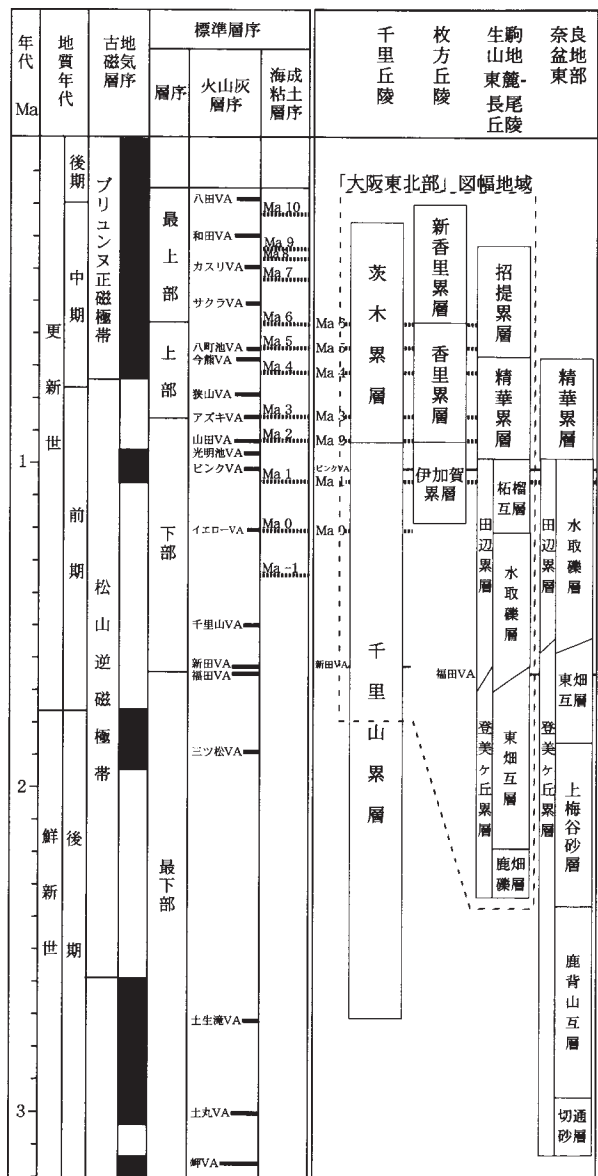 年代 Ma
地質年代
古地磁気層序
標準層序
層序
火山灰層序
海成粘土層序
千里丘陵
枚方丘陵
生駒山地東麓-長尾丘陵
奈良盆地東部
「大阪東北部」図幅地域
1
2
3
更新世
鮮新世
後期
中期
前期
後期
ブリュンヌ正磁極帯
松山逆磁極帯
最上部
上部
下部
最下部
八田VA
和田VA
カスリVA
サクラVA
八町池VA
今熊VA
狭山VA
アズキVA
山田VA
光明池VA
ピンクVA
イエローVA
千里山VA
新田VA
福田VA
三ツ松VA
土生滝VA
土丸VA
岬VA
Ma 10
Ma 9
Ma 8
Ma 7
Ma 6
Ma 5
Ma 4
Ma 3
Ma 2
Ma 1
Ma 0
Ma -1
Ma 6
Ma 5
Ma 4
Ma 3
Ma 2
ピンクVA
Ma 1
Ma 0
新田VA
福田VA
茨木累層
千里山累層
新香里累層
香里累層
伊加賀累層
招提累層
精華累層
田辺累層
柘榴互層
水取礫層
登美ヶ丘累層
東畑互層
鹿畑礫層
精華累層
田辺累層
水取礫層
登美ケ丘累層
東畑互層
上梅谷砂層
鹿背山互層
切通砂層